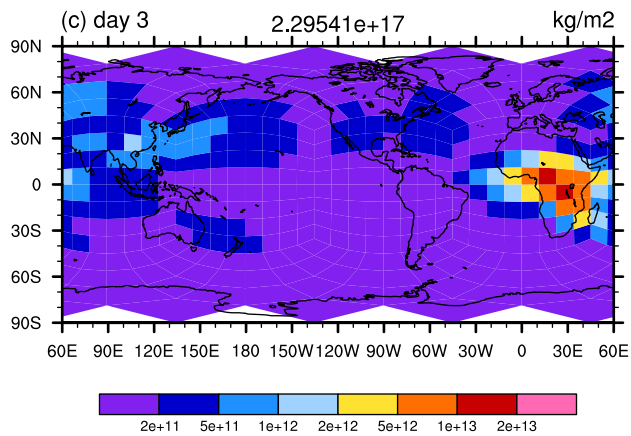 (c) day 3 2.29541e+17 kg/m2
90N
60N
30N
0
30S
60S
90S
60E 90E 120E 150E 180 150W 120W 90W 60W 30W 0 30E 60E
2e+11 5e+11 1e+12 2e+12 5e+12 1e+13 2e+13